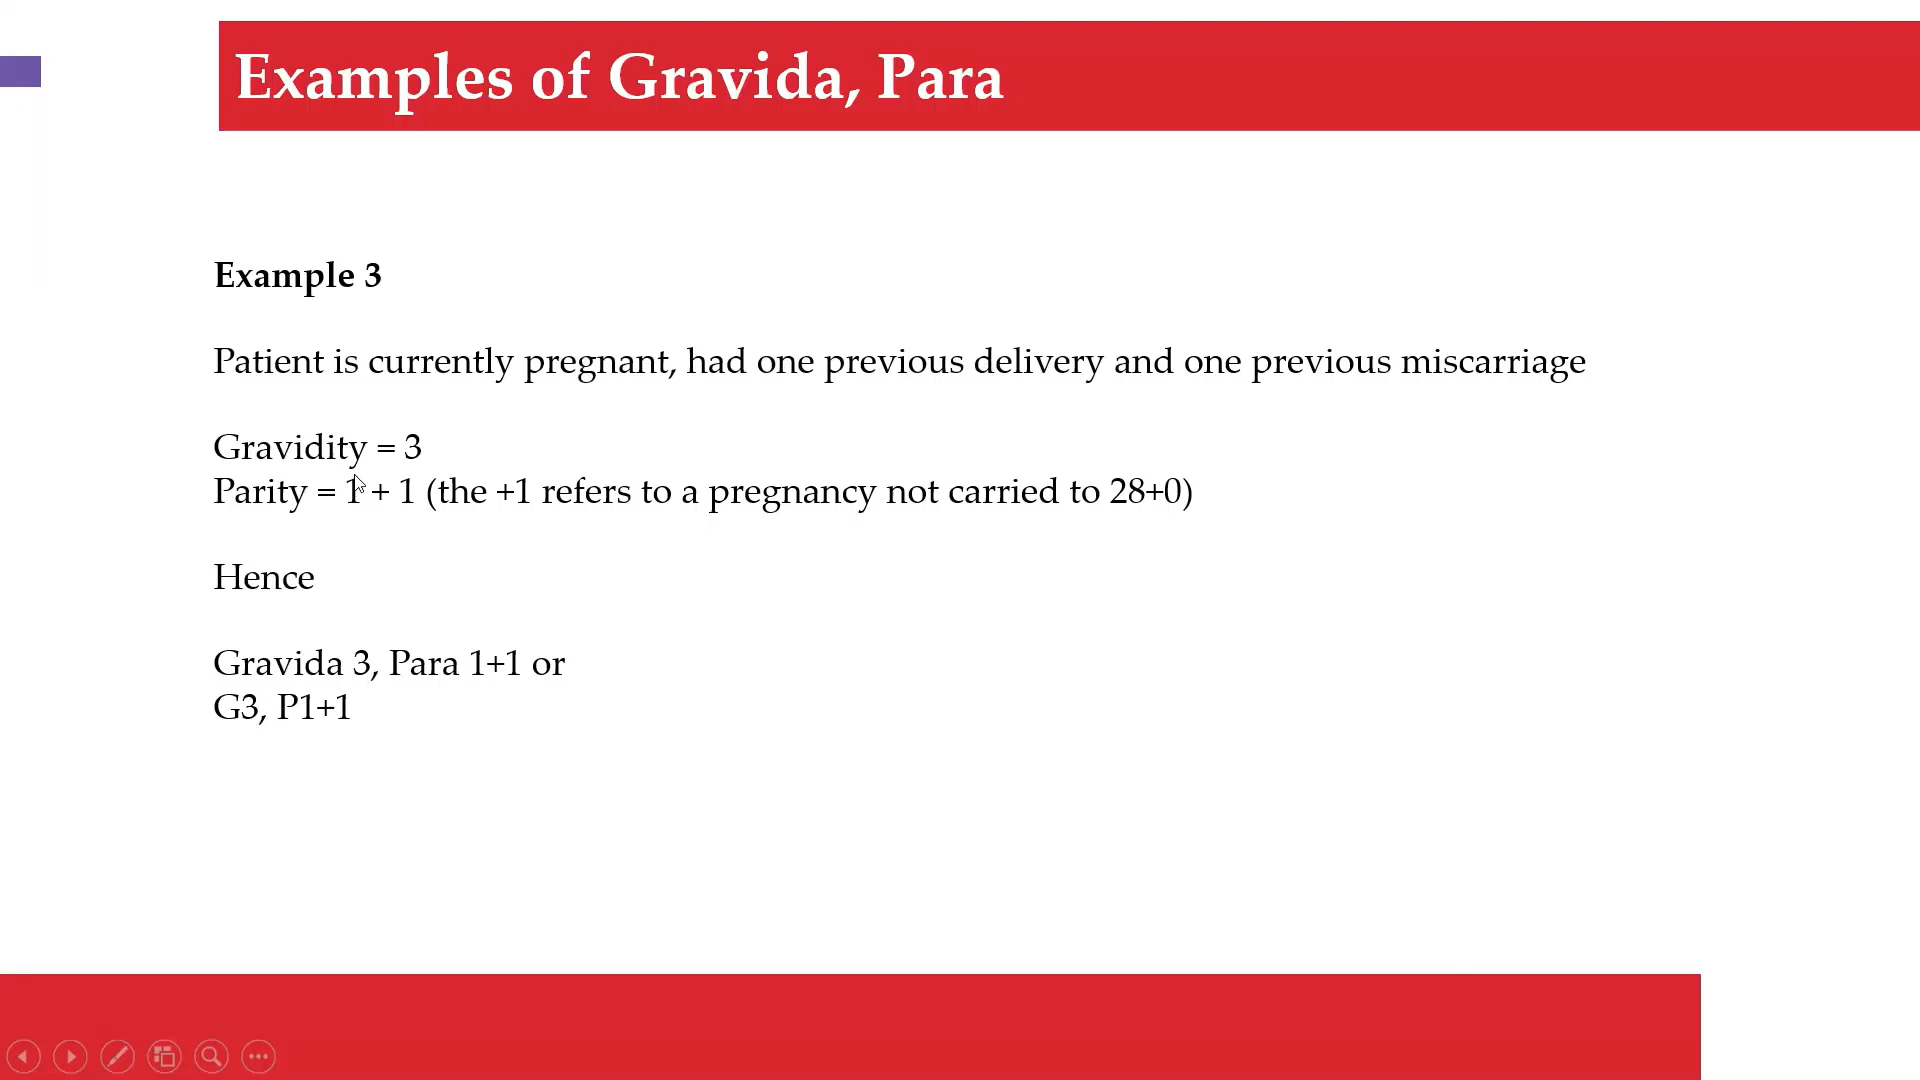 Examples of Gravida, Para
Example 3
Patient is currently pregnant, had one previous delivery and one previous miscarriage
Gravidity = 3
Parity = 1 + 1 (the +1 refers to a pregnancy not carried to 28+0)
Hence
Gravida 3, Para 1+1 or
G3, P1+1